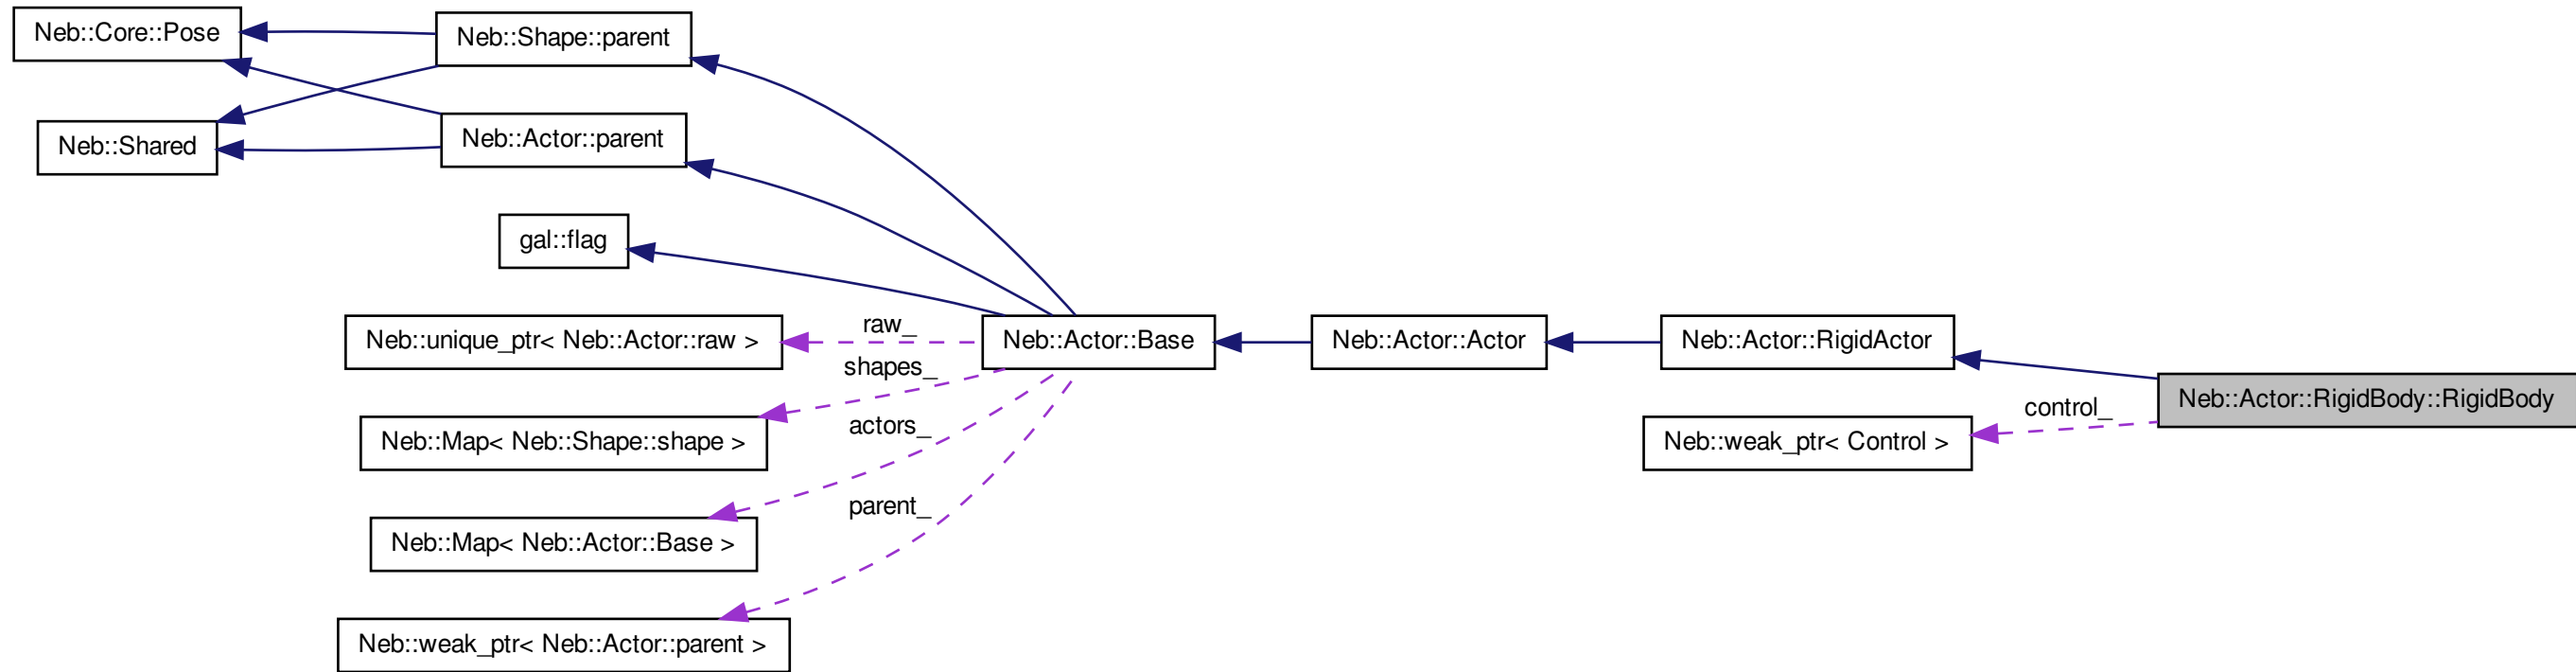 Neb::Core::Pose
Neb::Shape::parent
Neb::Shared
Neb::Actor::parent
gal::flag
Neb::unique_ptr< Neb::Actor::raw >
raw_
Neb::Actor::Base
Neb::Actor::Actor
Neb::Actor::RigidActor
shapes_
Neb::Actor::RigidBody::RigidBody
control_
actors_
Neb::Map< Neb::Shape::shape >
Neb::weak_ptr< Control >
parent_
Neb::Map< Neb::Actor::Base >
Neb::weak_ptr< Neb::Actor::parent >